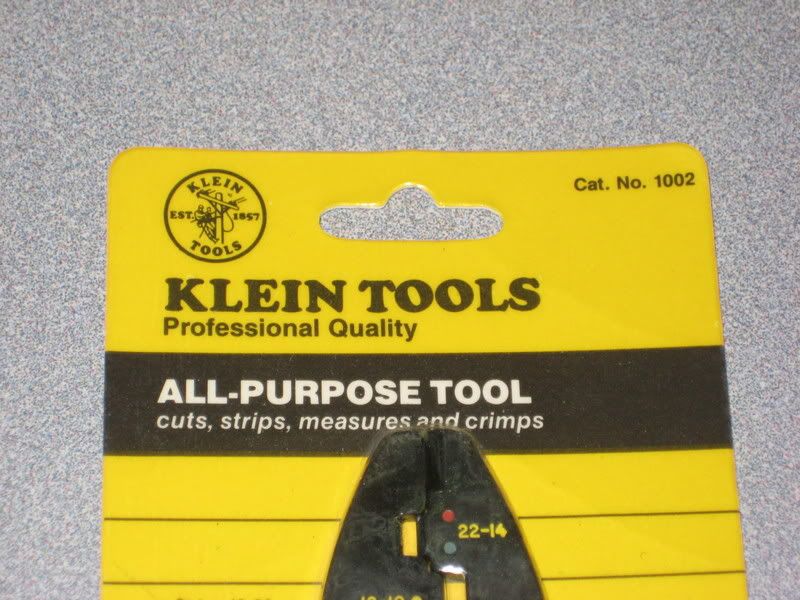 KLEIN
EST. 1857
TOOLS
Cat. No. 1002
KLEIN TOOLS
Professional Quality
ALL-PURPOSE TOOL
cuts, strips, measures and crimps
22-14